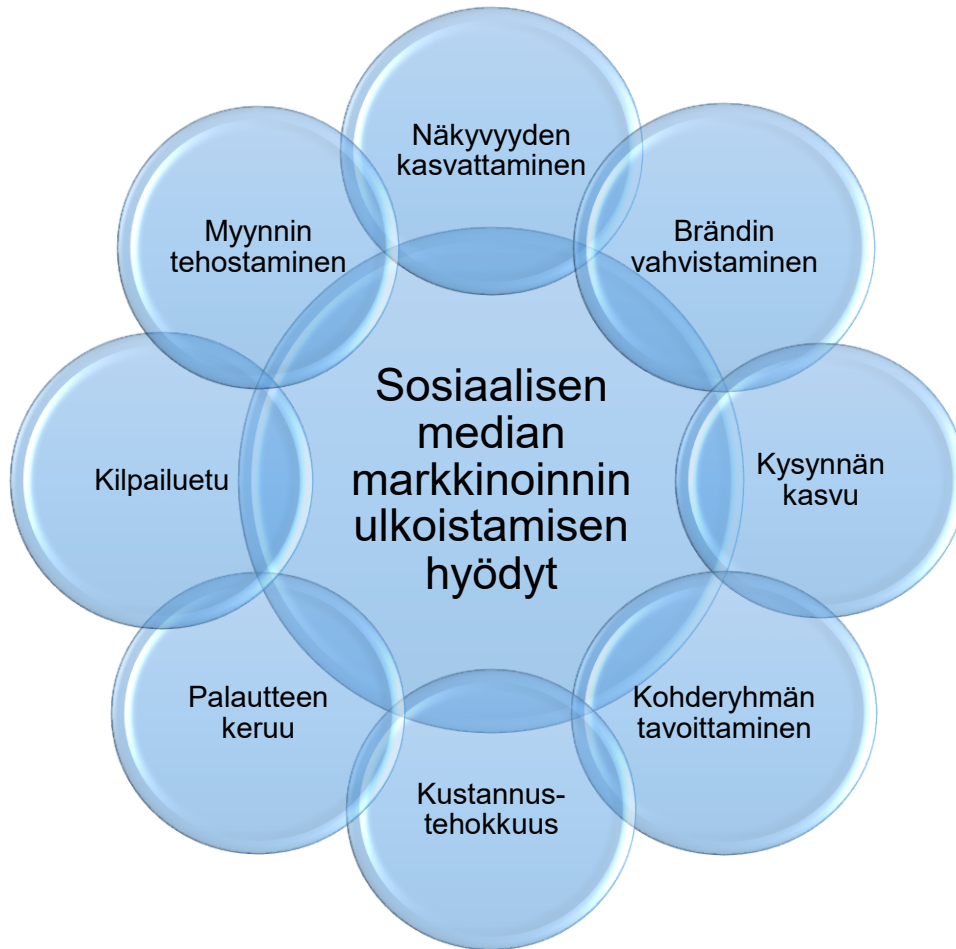 Näkyvyyden
kasvattaminen
Brändin
vahvistaminen
Kysynnän
kasvu
Kohderyhmän
tavoittaminen
Kustannus-
tehokkuus
Palautteen
keruu
Kilpailuetu
Myynnin
tehostaminen
Sosiaalisen
median
markkinoinnin
ulkoistamisen
hyödyt